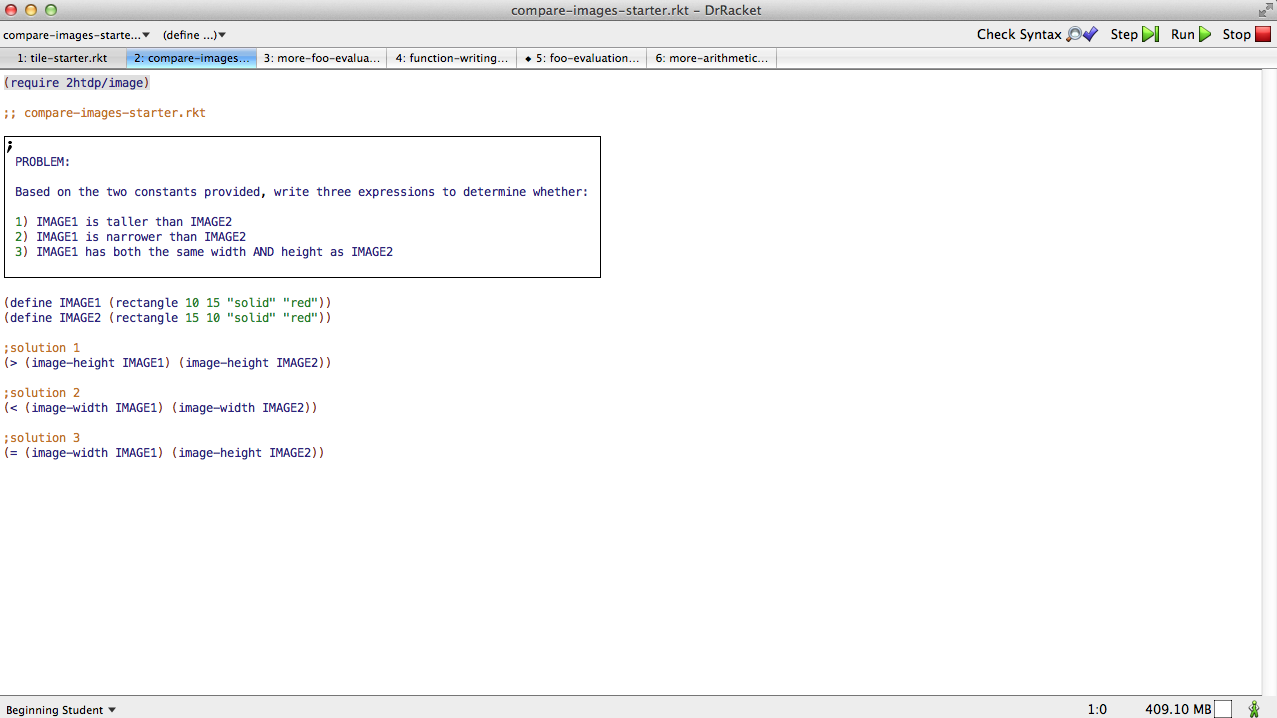 compare-images-starter.rkt – DrRacket
compare-images-starte...▾ (define ...)▾ Check Syntax Step Run Stop
1: tile-starter.rkt 2: compare-images... 3: more-foo-evalua... 4: function-writing... ◆ 5: foo-evaluation... 6: more-arithmetic...
(require 2htdp/image)
;; compare-images-starter.rkt
;
PROBLEM:
Based on the two constants provided, write three expressions to determine whether:
1) IMAGE1 is taller than IMAGE2
2) IMAGE1 is narrower than IMAGE2
3) IMAGE1 has both the same width AND height as IMAGE2
(define IMAGE1 (rectangle 10 15 "solid" "red"))
(define IMAGE2 (rectangle 15 10 "solid" "red"))
;solution 1
(> (image-height IMAGE1) (image-height IMAGE2))
;solution 2
(< (image-width IMAGE1) (image-width IMAGE2))
;solution 3
(= (image-width IMAGE1) (image-height IMAGE2))
Beginning Student ▾ 1:0 409.10 MB